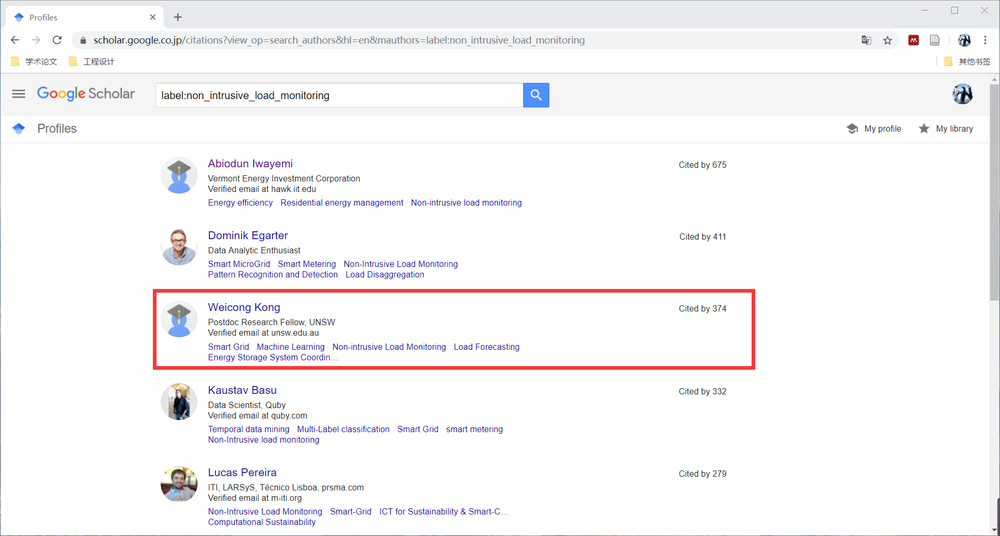 Profiles
scholar.google.co.jp/citations?view_op=search_authors&hl=en&mauthors=label:non_intrusive_load_monitoring
学术论文 工程设计 其他书签
Google Scholar label:non_intrusive_load_monitoring
Profiles My profile My library
Abiodun Iwayemi Cited by 675
Vermont Energy Investment Corporation
Verified email at hawk.iit.edu
Energy efficiency Residential energy management Non-intrusive load monitoring
Dominik Egarter Cited by 411
Data Analytic Enthusiast
Smart MicroGrid Smart Metering Non-Intrusive Load Monitoring
Pattern Recognition and Detection Load Disaggregation
Weicong Kong Cited by 374
Postdoc Research Fellow, UNSW
Verified email at unsw.edu.au
Smart Grid Machine Learning Non-intrusive Load Monitoring Load Forecasting
Energy Storage System Coordin…
Kaustav Basu Cited by 332
Data Scientist, Quby
Verified email at quby.com
Temporal data mining Multi-Label classification Smart Grid smart metering
Non-Intrusive load monitoring
Lucas Pereira Cited by 279
ITI, LARSyS, Técnico Lisboa, prsma.com
Verified email at m-iti.org
Non-Intrusive Load Monitoring Smart-Grid ICT for Sustainability & Smart-C…
Computational Sustainability